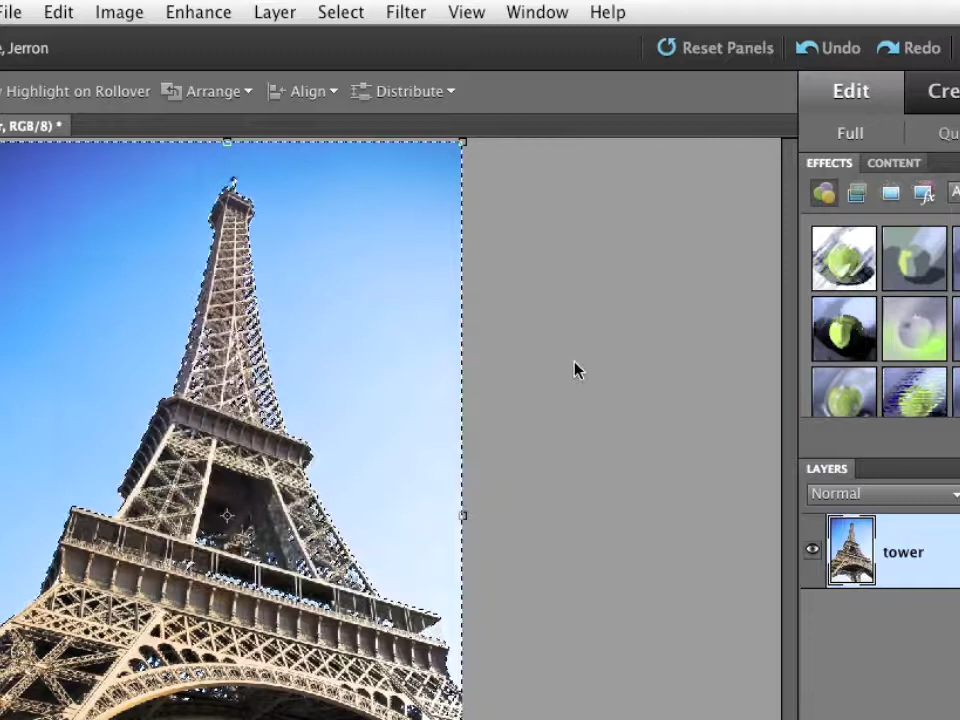 File Edit Image Enhance Layer Select Filter View Window Help
, Jerron Reset Panels Undo Redo
Highlight on Rollover Arrange Align Distribute
Edit Cre
r, RGB/8) *
Full Qu
EFFECTS CONTENT
fx A
LAYERS
Normal
tower